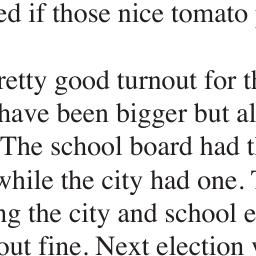 ed if those nice tomato
retty good turnout for
have been bigger but al
The school board had
while the city had one.
ng the city and school
out fine. Next election